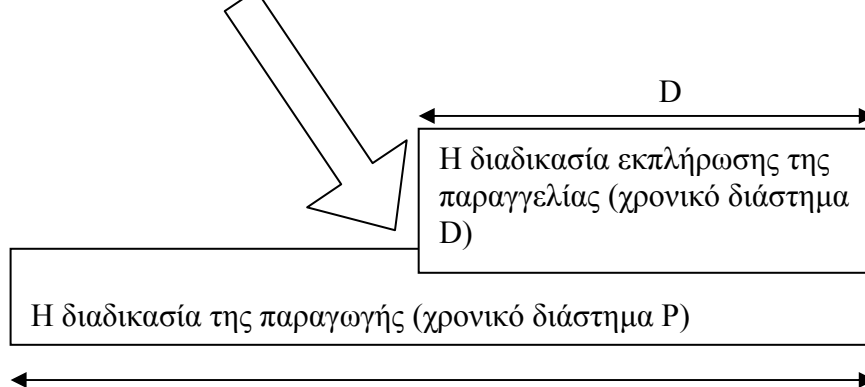 D
Η διαδικασία εκπλήρωσης της
παραγγελίας (χρονικό διάστημα
D)
Η διαδικασία της παραγωγής (χρονικό διάστημα P)